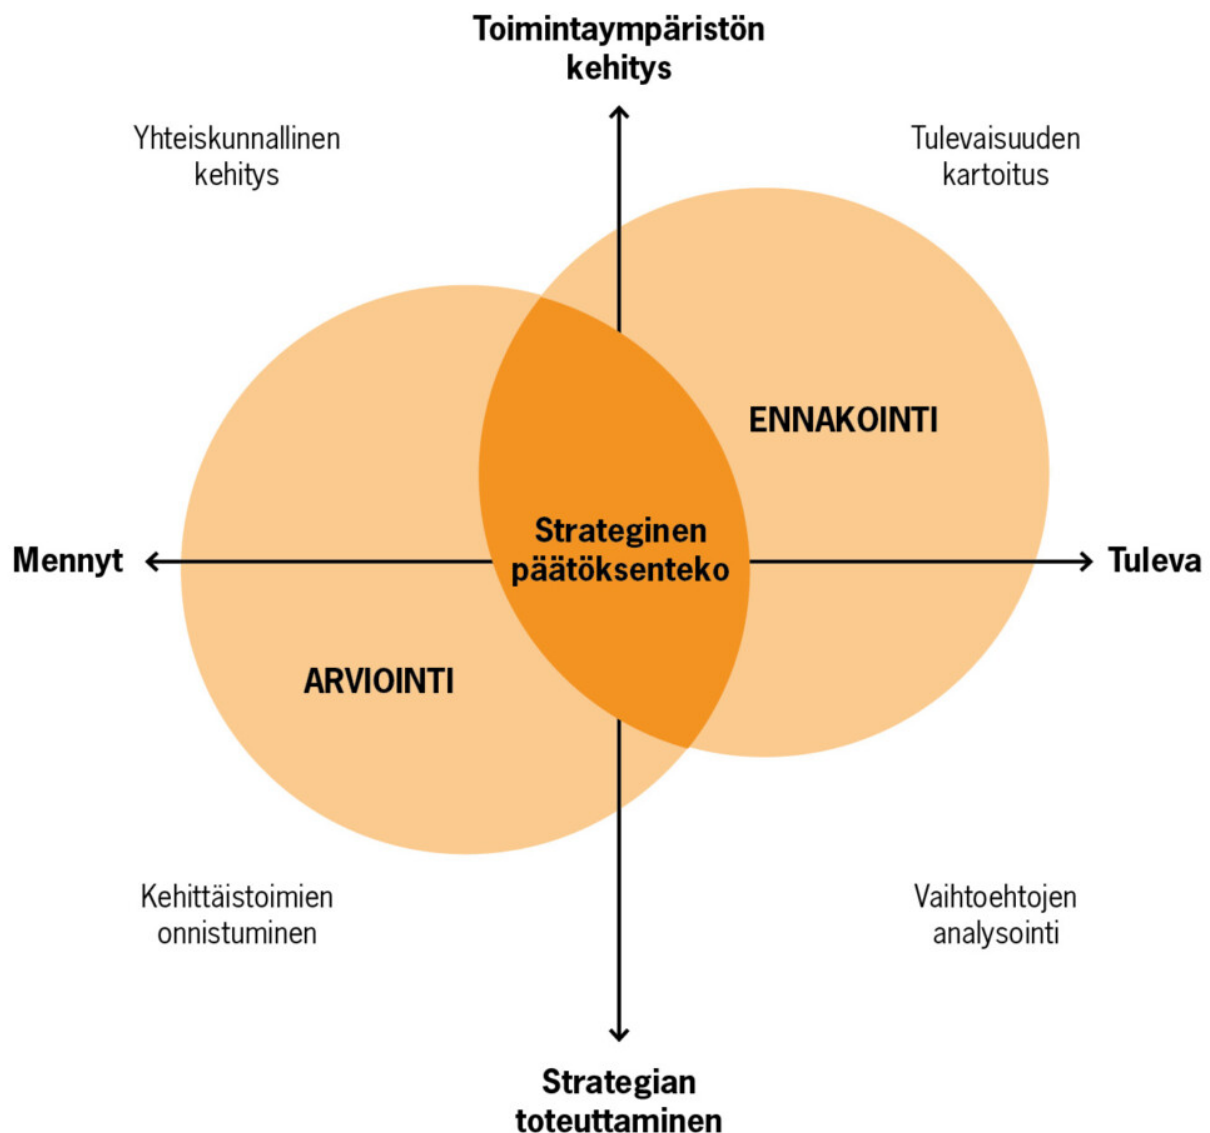 Toimintaympäristön
kehitys
Yhteiskunnallinen
kehitys
Tulevaisuuden
kartoitus
ENNAKOINTI
Strateginen
päätöksenteko
Mennyt
Tuleva
ARVIOINTI
Kehittäistoimien
onnistuminen
Vaihtoehtojen
analysointi
Strategian
toteuttaminen